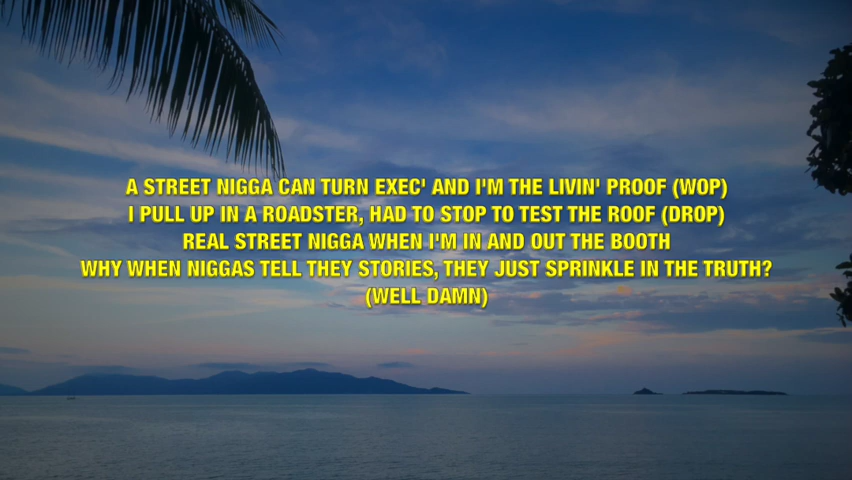 A STREET NIGGA CAN TURN EXEC' AND I'M THE LIVIN' PROOF (WOP)
I PULL UP IN A ROADSTER, HAD TO STOP TO TEST THE ROOF (DROP)
REAL STREET NIGGA WHEN I'M IN AND OUT THE BOOTH
WHY WHEN NIGGAS TELL THEY STORIES, THEY JUST SPRINKLE IN THE TRUTH?
(WELL DAMN)